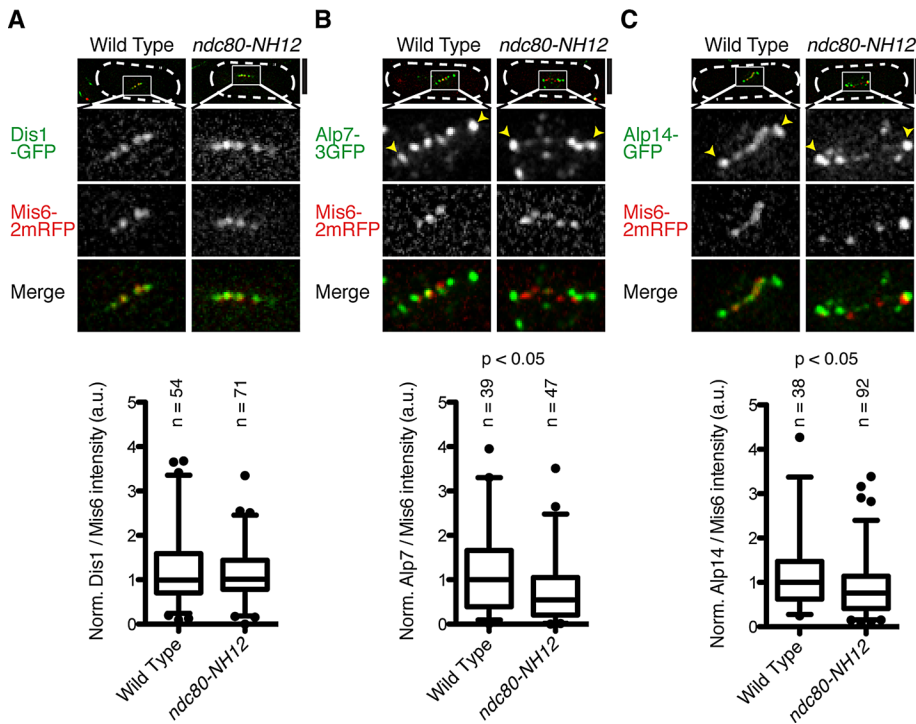 A
Wild Type
ndc80-NH12
Dis1
-GFP
Mis6-
2mRFP
Merge
B
Wild Type
ndc80-NH12
Alp7-
3GFP
Mis6-
2mRFP
Merge
C
Wild Type
ndc80-NH12
Alp14-
GFP
Mis6-
2mRFP
Merge
Norm. Dis1 / Mis6 intensity (a.u.)
5
4
3
2
1
0
n = 54
n = 71
Wild Type
ndc80-NH12
p < 0.05
Norm. Alp7 / Mis6 intensity (a.u.)
5
4
3
2
1
0
n = 39
n = 47
Wild Type
ndc80-NH12
p < 0.05
Norm. Alp14 / Mis6 intensity (a.u.)
5
4
3
2
1
0
n = 38
n = 92
Wild Type
ndc80-NH12